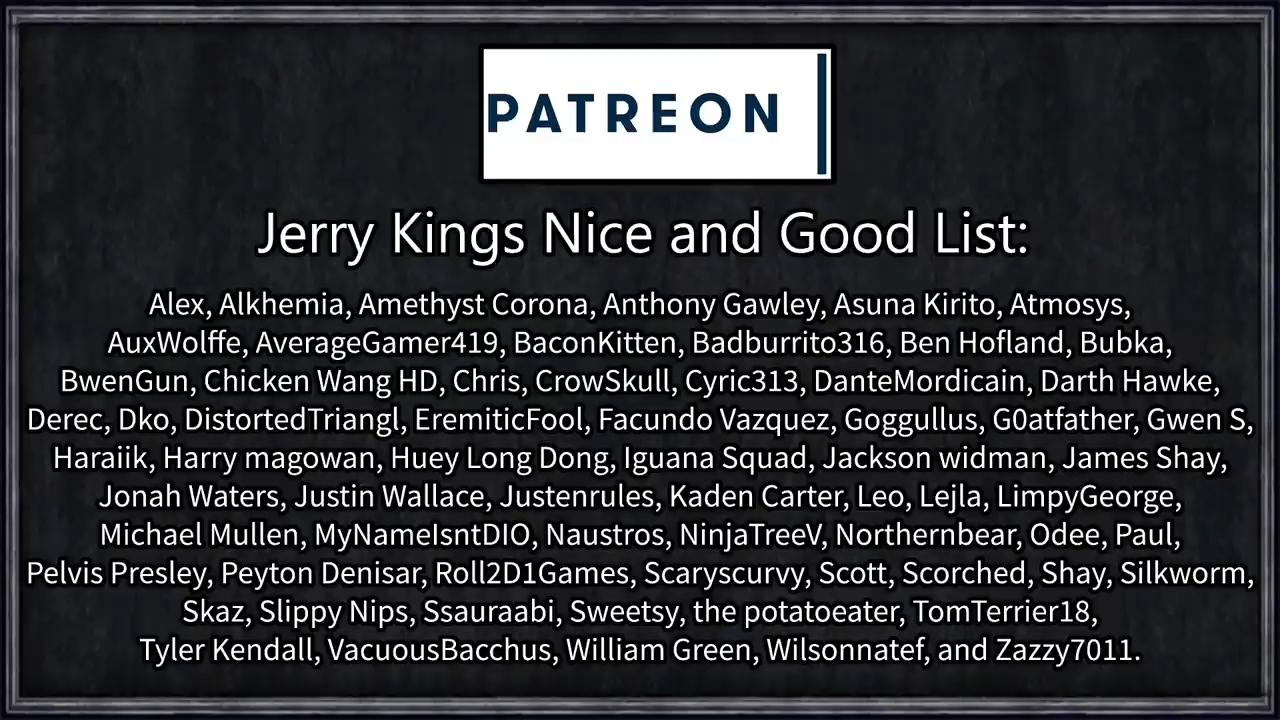 PATREON
Jerry Kings Nice and Good List:
Alex, Alkhemia, Amethyst Corona, Anthony Gawley, Asuna Kirito, Atmosys,
AuxWolffe, AverageGamer419, BaconKitten, Badburrito316, Ben Hofland, Bubka,
BwenGun, Chicken Wang HD, Chris, CrowSkull, Cyric313, DanteMordicain, Darth Hawke,
Derec, Dko, DistortedTriangl, EremiticFool, Facundo Vazquez, Goggullus, G0atfather, Gwen S,
Haraiik, Harry magowan, Huey Long Dong, Iguana Squad, Jackson widman, James Shay,
Jonah Waters, Justin Wallace, Justenrules, Kaden Carter, Leo, Lejla, LimpyGeorge,
Michael Mullen, MyNameIsntDIO, Naustros, NinjaTreeV, Northernbear, Odee, Paul,
Pelvis Presley, Peyton Denisar, Roll2D1Games, Scaryscurvy, Scott, Scorched, Shay, Silkworm,
Skaz, Slippy Nips, Ssauraabi, Sweetsy, the potatoeater, TomTerrier18,
Tyler Kendall, VacuousBacchus, William Green, Wilsonnatef, and Zazzy7011.